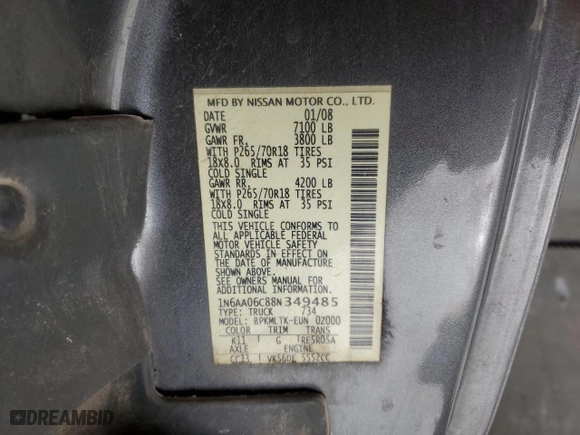 MFD BY NISSAN MOTOR CO., LTD.
DATE 01/08
GVWR 7100 LB
GAWR FR. 3800 LB
WITH P265/70R18 TIRES
18X8.0 RIMS AT 35 PSI
COLD SINGLE
GAWR RR. 4200 LB
WITH P265/70R18 TIRES
18X8.0 RIMS AT 35 PSI
COLD SINGLE
THIS VEHICLE CONFORMS TO
ALL APPLICABLE FEDERAL
MOTOR VEHICLE SAFETY
STANDARDS IN EFFECT ON
THE DATE OF MANUFACTURE
SHOWN ABOVE.
SEE OWNERS MANUAL FOR
ADDITIONAL INFORMATION
1N6AA06C88N349485
TYPE: TRUCK 734
MODEL: BPKMLTK-EUN 02000
COLOR TRIM TRANS
K11 G RE5R05A
AXLE ENGINE
CC33 VK56DE 5552CC
DREAMBID